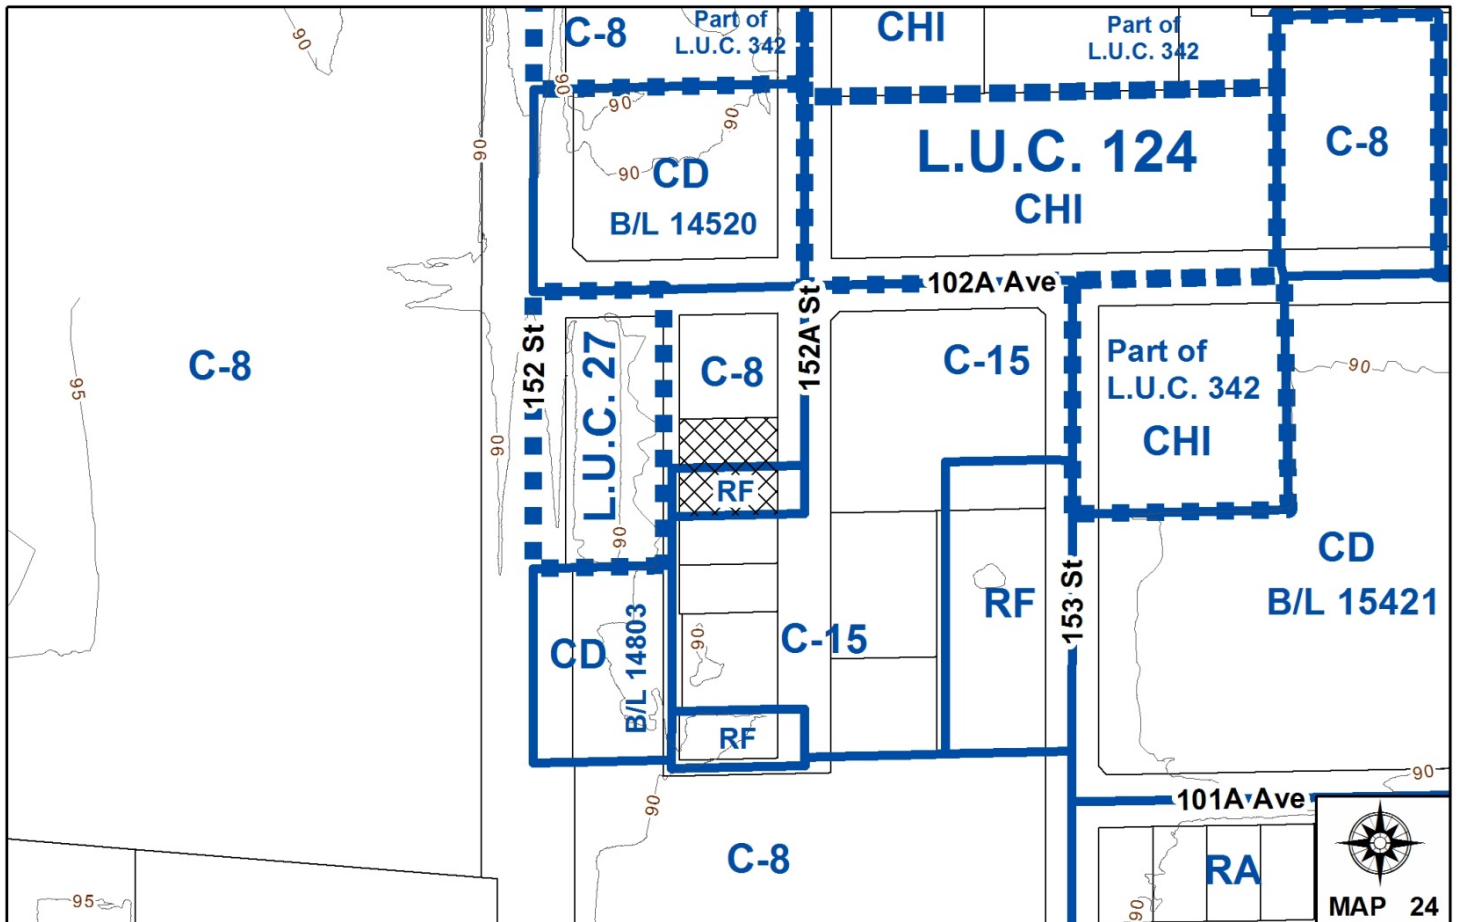 C-8
Part of
L.U.C. 342
CHI
Part of
L.U.C. 342
90
90
90
90
90
90
CD
B/L 14520
L.U.C. 124
CHI
C-8
102A Ave
152 St
L.U.C. 27
152A St
C-8
C-8
C-15
Part of
L.U.C. 342
CHI
90
95
90
RF
90
CD
B/L 15421
RF
153 St
CD
B/L 14803
90
C-15
RF
90
90
101A Ave
C-8
RA
95
90
MAP 24